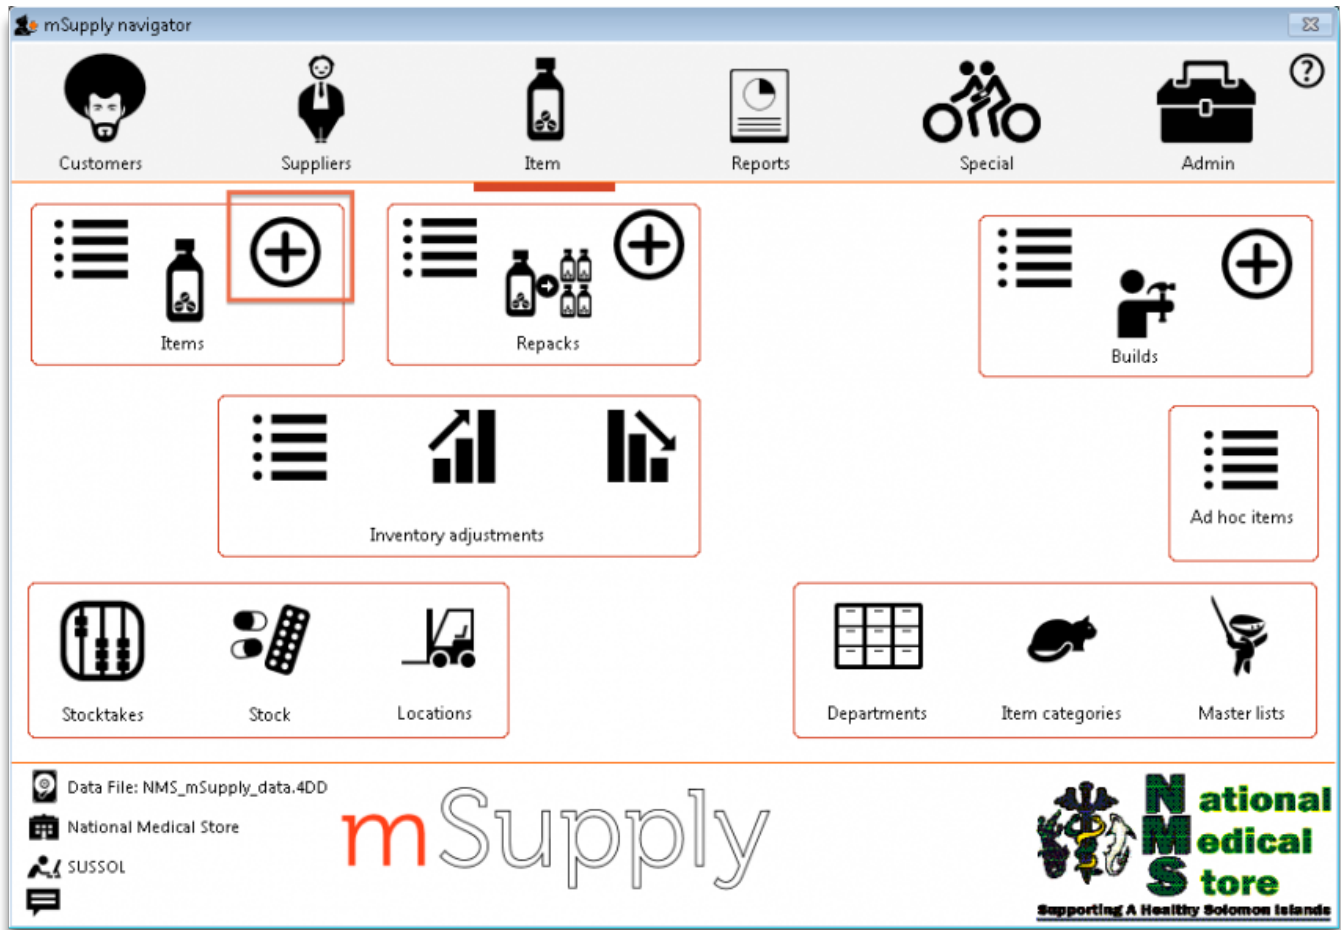 mSupply navigator
Customers
Suppliers
Item
Reports
Special
Admin
?
Items
Repacks
Builds
Inventory adjustments
Ad hoc items
Stocktakes
Stock
Locations
Departments
Item categories
Master lists
Data File: NMS_mSupply_data.4DD
National Medical Store
SUSSOL
mSupply
National
Medical
Store
Supporting A Healthy Solomon Islands